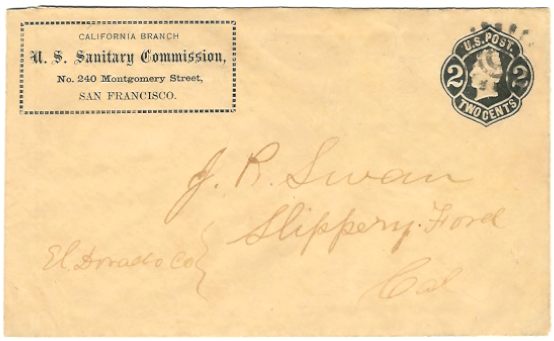 CALIFORNIA BRANCH
U. S. Sanitary Commission,
No. 240 Montgomery Street,
SAN FRANCISCO.
U.S. POST.
2 2
TWO CENTS
J. R. Swan
Slippery Ford
El Dorado Co
Cal